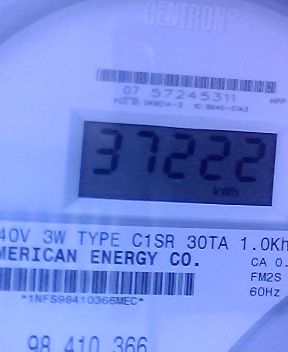 CENTRON®
07 57245311
37222
kWh
40V 3W TYPE C1SR 30TA 1.0Kh
MERICAN ENERGY CO.
CA 0.
FM2S
60Hz
*1NFS98410366MEC*
98 410 366